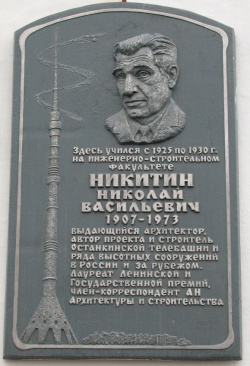 Здесь учился с 1925 по 1930 г.
на инженерно-строительном
факультете
НИКИТИН
НИКОЛАЙ
ВАСИЛЬЕВИЧ
1907-1973
выдающийся архитектор,
автор проекта и строитель
Останкинской телебашни и
ряда высотных сооружений
в России и за рубежом.
Лауреат Ленинской и
Государственной премий,
член-корреспондент АН
Архитектуры и строительства